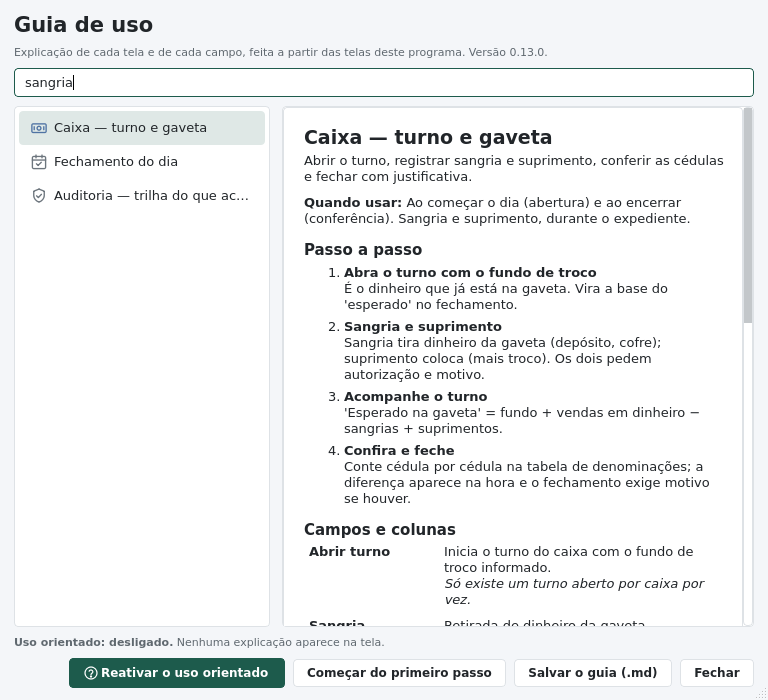 Guia de uso
Explicação de cada tela e de cada campo, feita a partir das telas deste programa. Versão 0.13.0.
sangria
Caixa — turno e gaveta
Fechamento do dia
Auditoria — trilha do que ac…
Caixa — turno e gaveta
Abrir o turno, registrar sangria e suprimento, conferir as cédulas
e fechar com justificativa.
Quando usar: Ao começar o dia (abertura) e ao encerrar
(conferência). Sangria e suprimento, durante o expediente.
Passo a passo
1. Abra o turno com o fundo de troco
É o dinheiro que já está na gaveta. Vira a base do
'esperado' no fechamento.
2. Sangria e suprimento
Sangria tira dinheiro da gaveta (depósito, cofre);
suprimento coloca (mais troco). Os dois pedem
autorização e motivo.
3. Acompanhe o turno
'Esperado na gaveta' = fundo + vendas em dinheiro −
sangrias + suprimentos.
4. Confira e feche
Conte cédula por cédula na tabela de denominações; a
diferença aparece na hora e o fechamento exige motivo
se houver.
Campos e colunas
Abrir turno
Inicia o turno do caixa com o fundo de
troco informado.
Só existe um turno aberto por caixa por
vez.
Sangria
Retirada de dinheiro da gaveta
Uso orientado: desligado. Nenhuma explicação aparece na tela.
Reativar o uso orientado
Começar do primeiro passo
Salvar o guia (.md)
Fechar